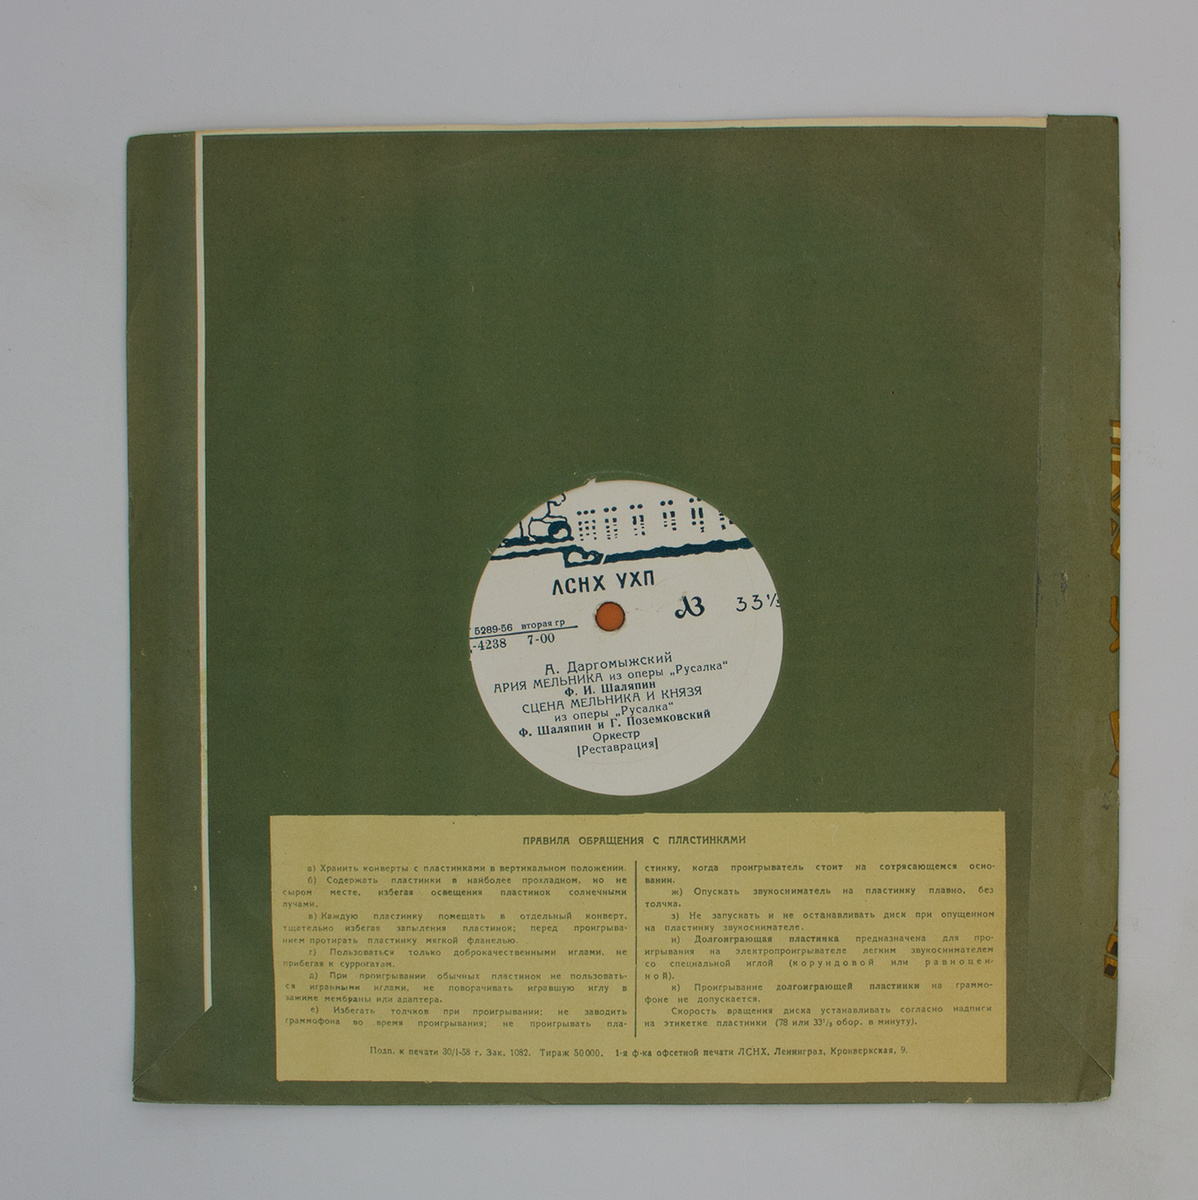 ЛСНХ УХП
ЛЗ 33⅓
5289-56 вторая гр
-4238 7-00
А. Даргомыжский
АРИЯ МЕЛЬНИКА из оперы „Русалка“
Ф. И. Шаляпин
СЦЕНА МЕЛЬНИКА И КНЯЗЯ
из оперы „Русалка“
Ф. Шаляпин и Г. Поземковский
Оркестр
[Реставрация]
ПРАВИЛА ОБРАЩЕНИЯ С ПЛАСТИНКАМИ
а) Хранить конверты с пластинками в вертикальном положении.
б) Содержать пластинки в наиболее прохладном, но не
сыром месте, избегая освещения пластинок солнечными
лучами.
в) Каждую пластинку помещать в отдельный конверт,
тщательно избегая запыления пластинок; перед проигрыва-
нием протирать пластинку мягкой фланелью.
г) Пользоваться только доброкачественными иглами, не
прибегая к суррогатам.
д) При проигрывании обычных пластинок не пользовать-
ся игранными иглами, не поворачивать игравшую иглу в
зажиме мембраны или адаптера.
е) Избегать толчков при проигрывании; не заводить
граммофона во время проигрывания; не проигрывать пла-
стинку, когда проигрыватель стоит на сотрясающемся осно-
вании.
ж) Опускать звукосниматель на пластинку плавно, без
толчка.
з) Не запускать и не останавливать диск при опущенном
на пластинку звукоснимателе.
и) Долгоиграющая пластинка предназначена для про-
игрывания на электропроигрывателе легким звукоснимателем
со специальной иглой (корундовой или равноцен-
ной).
к) Проигрывание долгоиграющей пластинки на граммо-
фоне не допускается.
Скорость вращения диска устанавливать согласно надписи
на этикетке пластинки (78 или 33⅓ обор. в минуту).
Подп. к печати 30/I-58 г. Зак. 1082. Тираж 50000. 1-я ф-ка офсетной печати ЛСНХ, Ленинград, Кронверкская, 9.